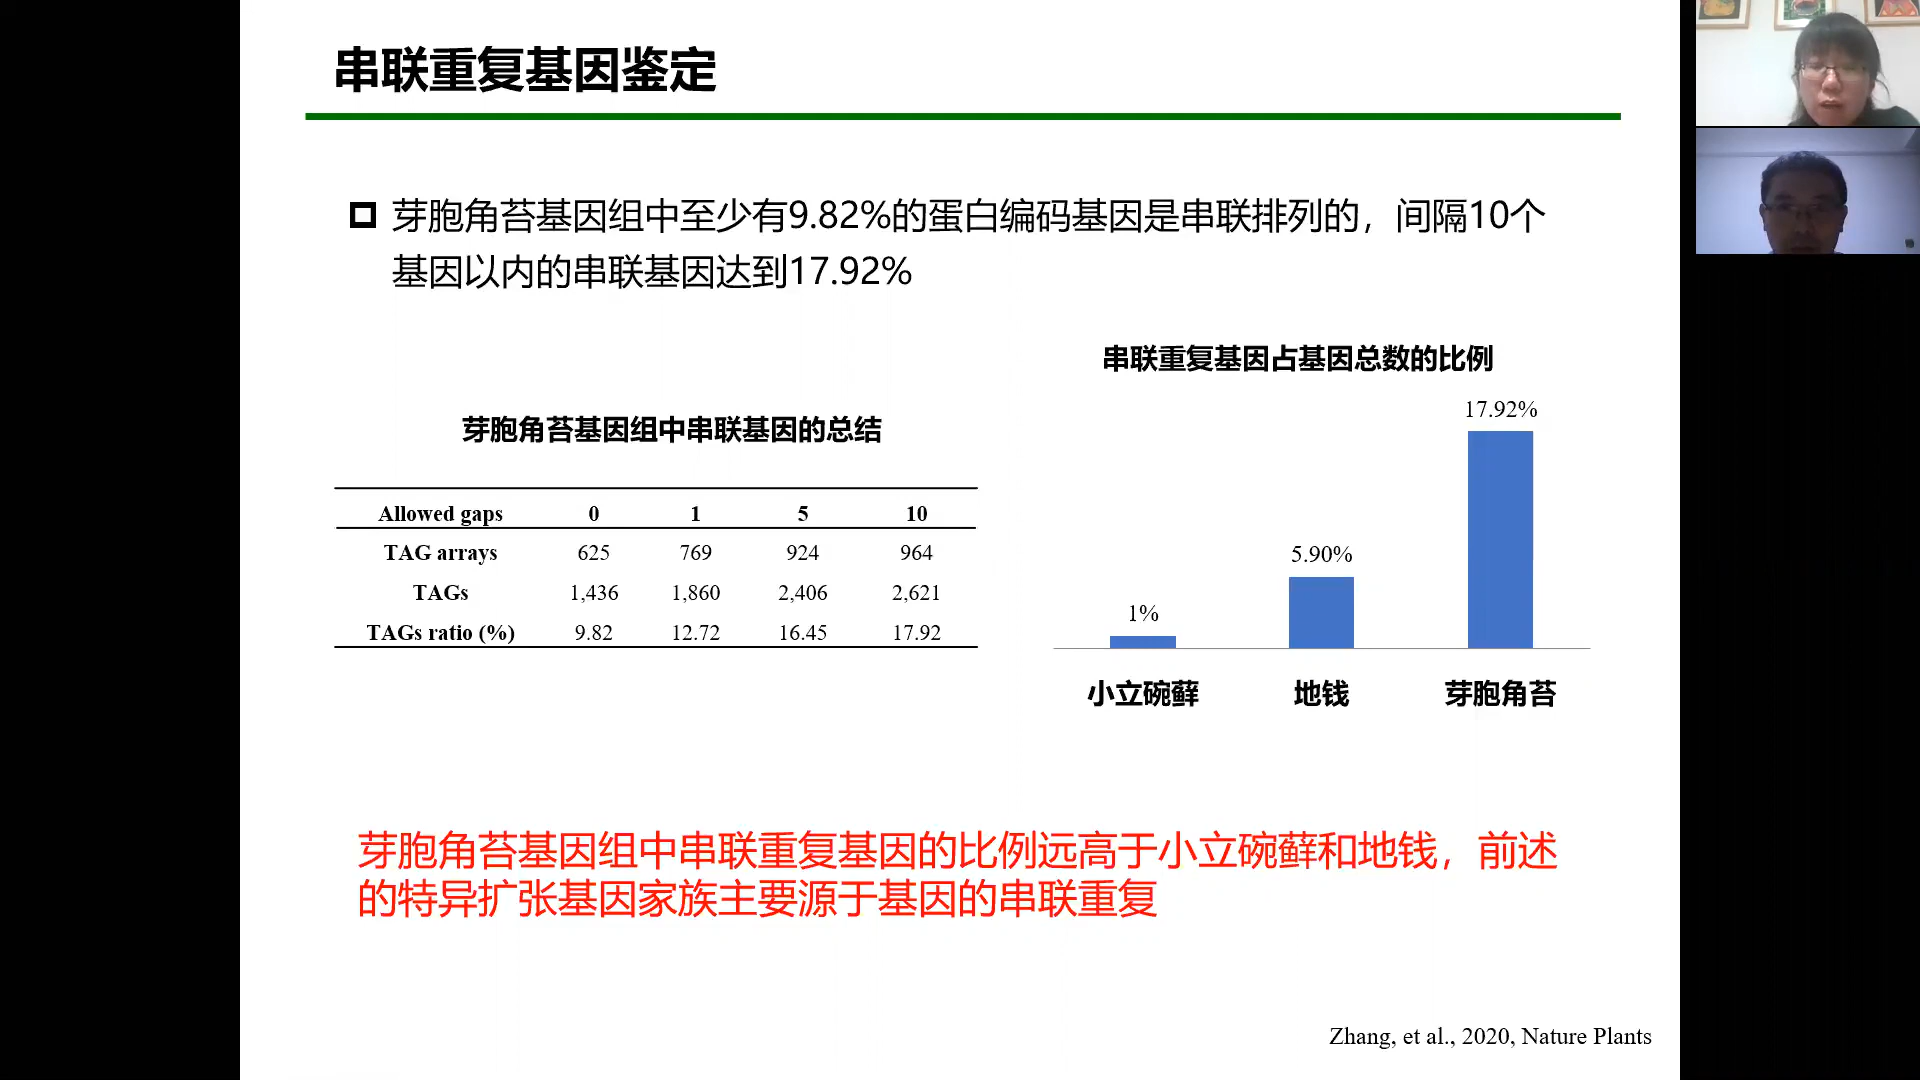 串联重复基因鉴定
芽胞角苔基因组中至少有9.82%的蛋白编码基因是串联排列的，间隔10个
基因以内的串联基因达到17.92%
芽胞角苔基因组中串联基因的总结
Allowed gaps 0 1 5 10
TAG arrays 625 769 924 964
TAGs 1,436 1,860 2,406 2,621
TAGs ratio (%) 9.82 12.72 16.45 17.92
串联重复基因占基因总数的比例
17.92%
5.90%
1%
小立碗藓 地钱 芽胞角苔
芽胞角苔基因组中串联重复基因的比例远高于小立碗藓和地钱，前述
的特异扩张基因家族主要源于基因的串联重复
Zhang, et al., 2020, Nature Plants